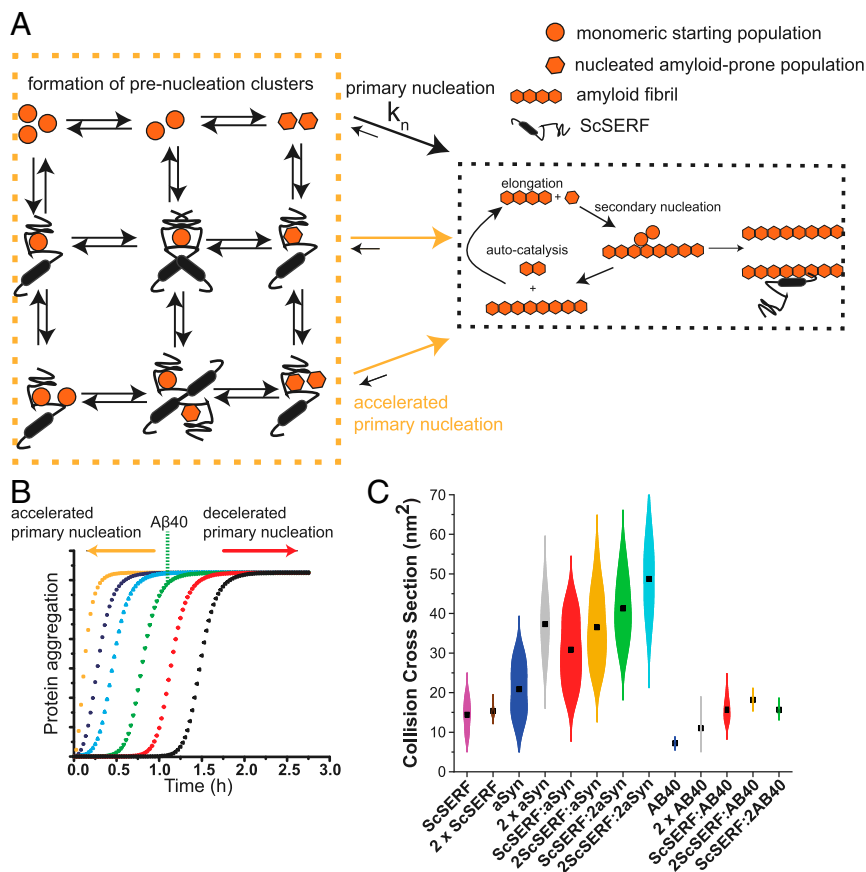 A
monomeric starting population
nucleated amyloid-prone population
amyloid fibril
ScSERF
formation of pre-nucleation clusters
primary nucleation
kn
elongation
+
secondary nucleation
auto-catalysis
+
accelerated
primary nucleation
B
accelerated
primary nucleation
Aβ40
decelerated
primary nucleation
Protein aggregation
0.0 0.5 1.0 1.5 2.0 2.5 3.0
Time (h)
C
Collision Cross Section (nm²)
70
60
50
40
30
20
10
0
ScSERF
2 x ScSERF
aSyn
2 x aSyn
ScSERF:aSyn
2ScSERF:aSyn
ScSERF:2aSyn
2ScSERF:2aSyn
AB40
2 x AB40
ScSERF:AB40
2ScSERF:AB40
ScSERF:2AB40